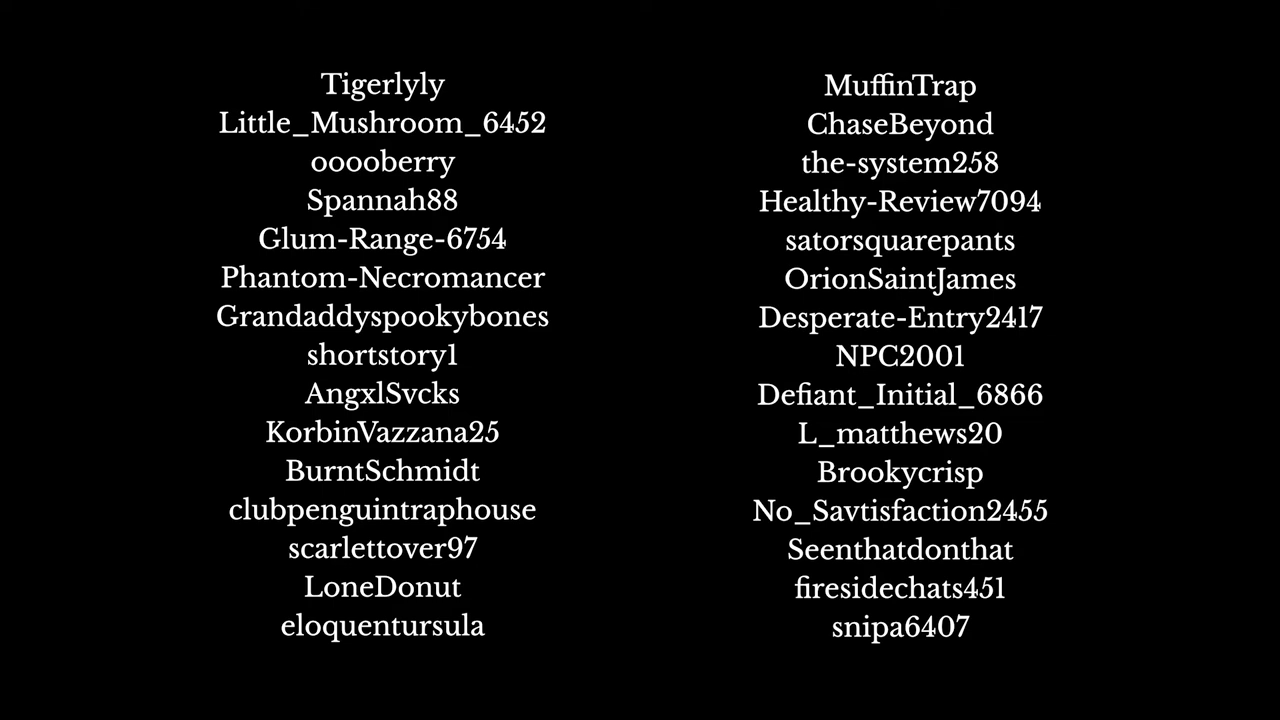 Tigerlyly
Little_Mushroom_6452
ooooberry
Spannah88
Glum-Range-6754
Phantom-Necromancer
Grandaddyspookybones
shortstory1
AngxlSvcks
KorbinVazzana25
BurntSchmidt
clubpenguintraphouse
scarlettover97
LoneDonut
eloquentursula
MuffinTrap
ChaseBeyond
the-system258
Healthy-Review7094
satorsquarepants
OrionSaintJames
Desperate-Entry2417
NPC2001
Defiant_Initial_6866
L_matthews20
Brookycrisp
No_Savtisfaction2455
Seenthatdonthat
firesidechats451
snipa6407